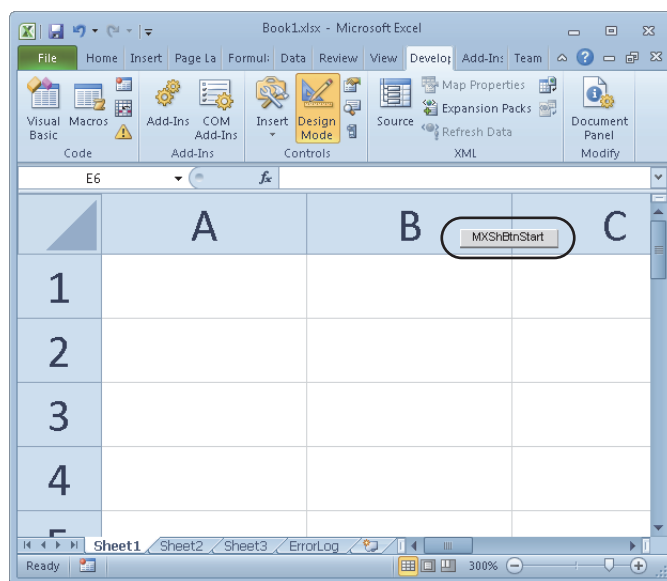 Book1.xlsx - Microsoft Excel
File Home Insert Page La Formul: Data Review View Develop Add-In: Team
Visual Basic Macros Add-Ins COM Add-Ins Insert Design Mode Source Map Properties Expansion Packs Refresh Data Document Panel
Code Add-Ins Controls XML Modify
E6 fx
A B MXShBtnStart C
1
2
3
4
Sheet1 Sheet2 Sheet3 ErrorLog
Ready 300%